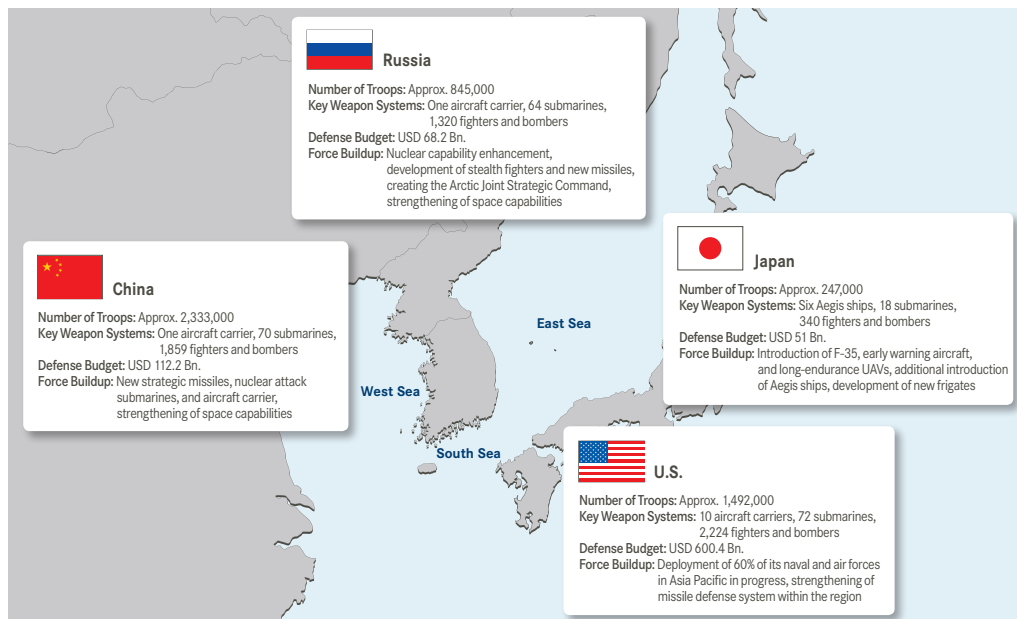 Russia
Number of Troops: Approx. 845,000
Key Weapon Systems: One aircraft carrier, 64 submarines,
1,320 fighters and bombers
Defense Budget: USD 68.2 Bn.
Force Buildup: Nuclear capability enhancement,
development of stealth fighters and new missiles,
creating the Arctic Joint Strategic Command,
strengthening of space capabilities
China
Number of Troops: Approx. 2,333,000
Key Weapon Systems: One aircraft carrier, 70 submarines,
1,859 fighters and bombers
Defense Budget: USD 112.2 Bn.
Force Buildup: New strategic missiles, nuclear attack
submarines, and aircraft carrier,
strengthening of space capabilities
Japan
Number of Troops: Approx. 247,000
Key Weapon Systems: Six Aegis ships, 18 submarines,
340 fighters and bombers
Defense Budget: USD 51 Bn.
Force Buildup: Introduction of F-35, early warning aircraft,
and long-endurance UAVs, additional introduction
of Aegis ships, development of new frigates
East Sea
West Sea
South Sea
U.S.
Number of Troops: Approx. 1,492,000
Key Weapon Systems: 10 aircraft carriers, 72 submarines,
2,224 fighters and bombers
Defense Budget: USD 600.4 Bn.
Force Buildup: Deployment of 60% of its naval and air forces
in Asia Pacific in progress, strengthening of
missile defense system within the region